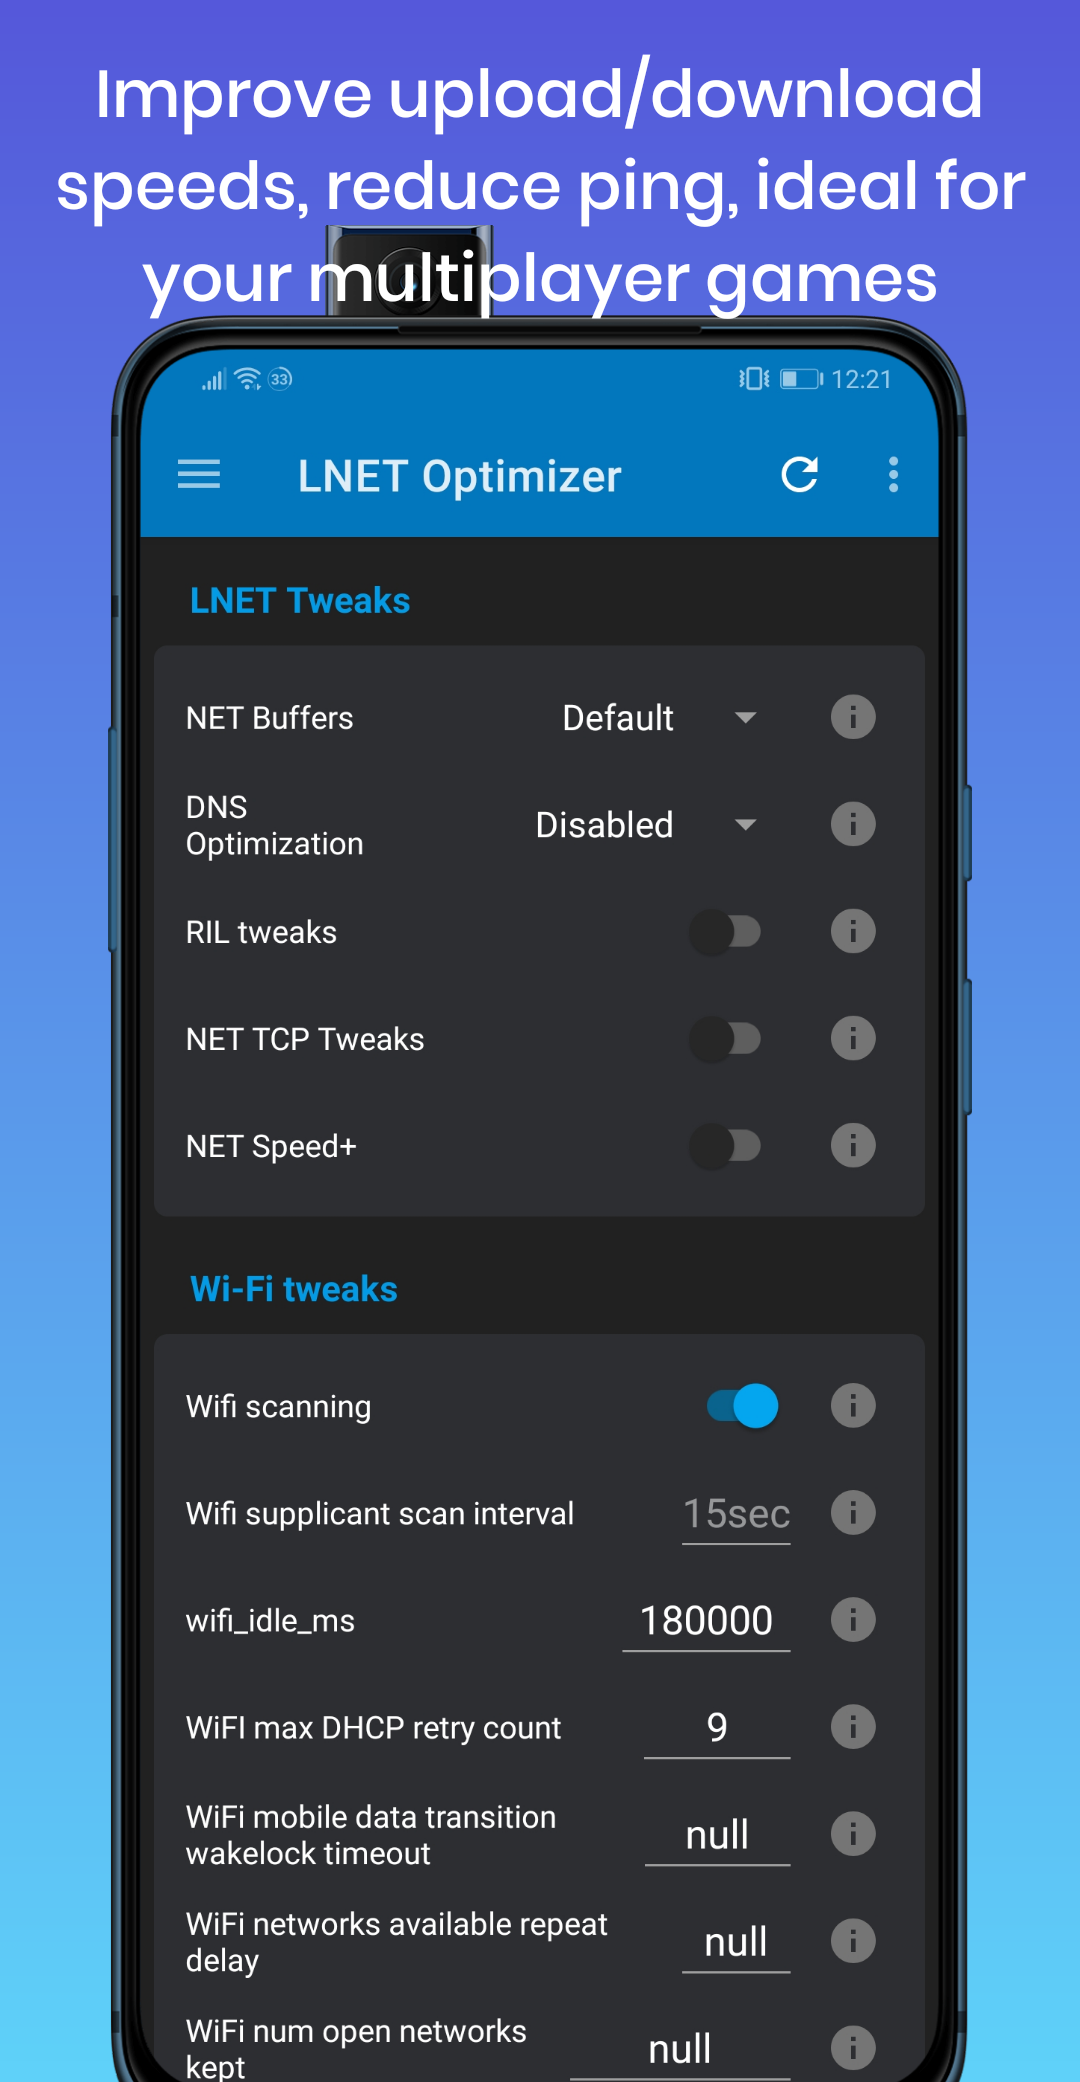 Improve upload/download
speeds, reduce ping, ideal for
your multiplayer games
33 12:21
LNET Optimizer
LNET Tweaks
NET Buffers Default
DNS
Optimization Disabled
RIL tweaks
NET TCP Tweaks
NET Speed+
Wi-Fi tweaks
Wifi scanning
Wifi supplicant scan interval 15sec
wifi_idle_ms 180000
WiFI max DHCP retry count 9
WiFi mobile data transition
wakelock timeout null
WiFi networks available repeat
delay null
WiFi num open networks
kept null